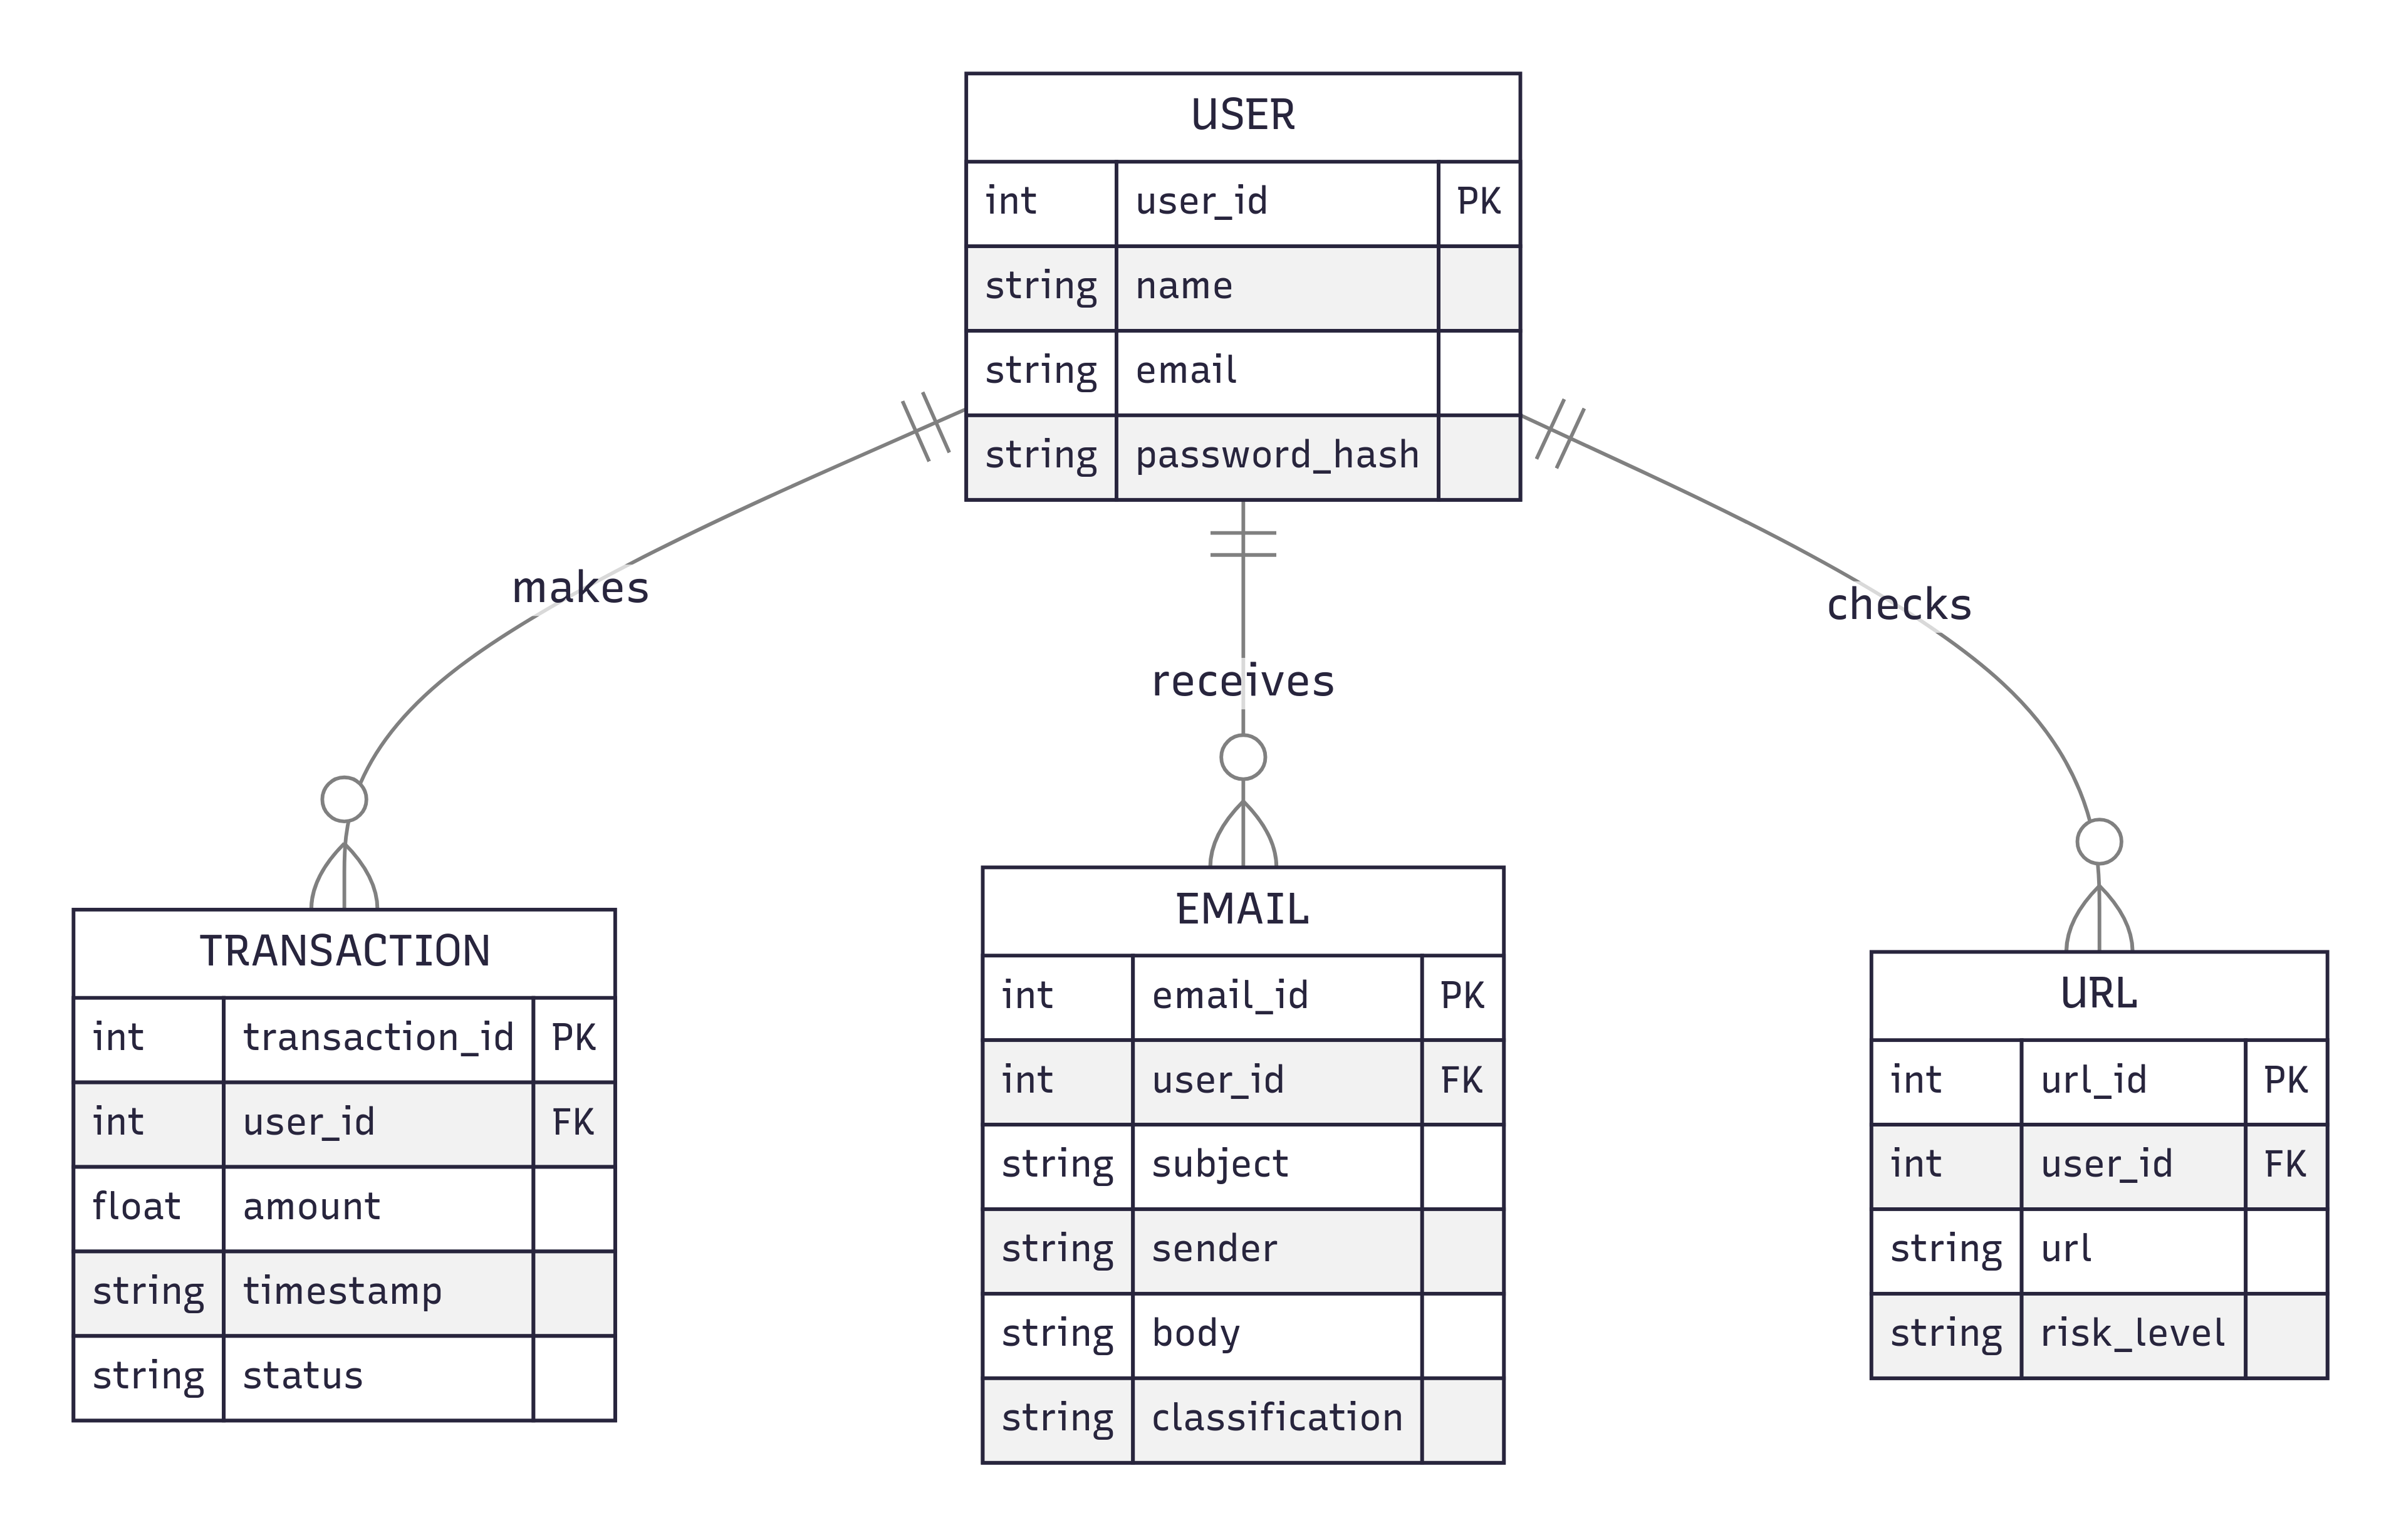 USER
int user_id PK
string name
string email
string password_hash
makes
receives
checks
TRANSACTION
int transaction_id PK
int user_id FK
float amount
string timestamp
string status
EMAIL
int email_id PK
int user_id FK
string subject
string sender
string body
string classification
URL
int url_id PK
int user_id FK
string url
string risk_level